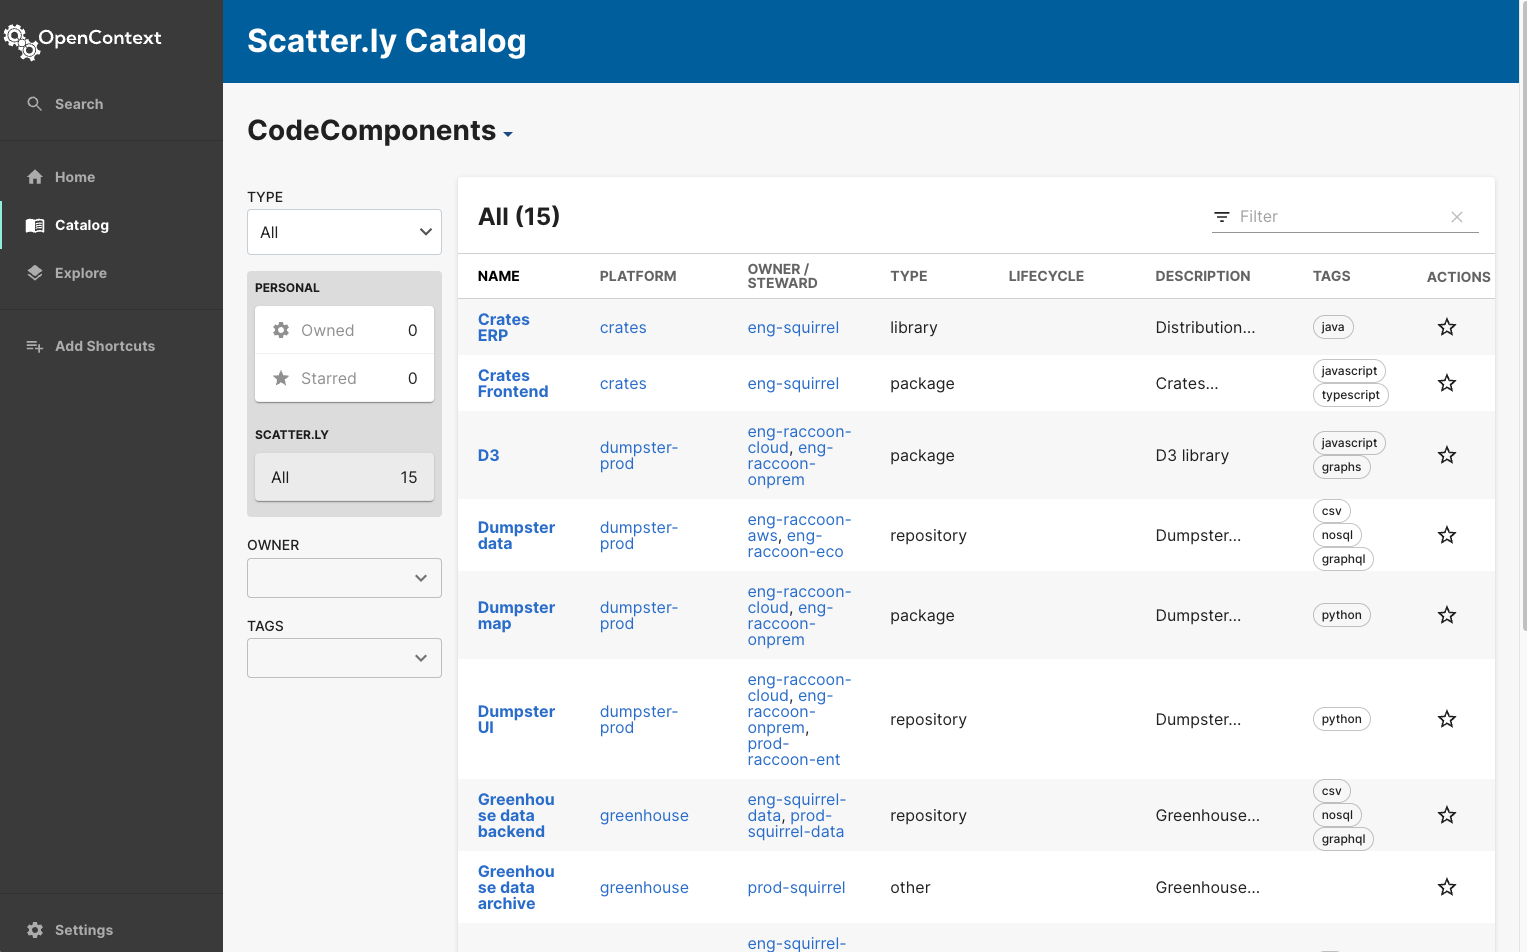 OpenContext
Search
Home
Catalog
Explore
Add Shortcuts
Settings
Scatter.ly Catalog
CodeComponents
TYPE
All
PERSONAL
Owned 0
Starred 0
SCATTER.LY
All 15
OWNER
TAGS
All (15)
Filter
NAME PLATFORM OWNER / STEWARD TYPE LIFECYCLE DESCRIPTION TAGS ACTIONS
Crates
ERP
crates
eng-squirrel
library
Distribution...
java
Crates
Frontend
crates
eng-squirrel
package
Crates...
javascript
typescript
D3
dumpster-
prod
eng-raccoon-
cloud, eng-
raccoon-
onprem
package
D3 library
javascript
graphs
Dumpster
data
dumpster-
prod
eng-raccoon-
aws, eng-
raccoon-eco
repository
Dumpster...
csv
nosql
graphql
Dumpster
map
dumpster-
prod
eng-raccoon-
cloud, eng-
raccoon-
onprem
package
Dumpster...
python
Dumpster
UI
dumpster-
prod
eng-raccoon-
cloud, eng-
raccoon-
onprem,
prod-
raccoon-ent
repository
Dumpster...
python
Greenhou
se data
backend
greenhouse
eng-squirrel-
data, prod-
squirrel-data
repository
Greenhouse...
csv
nosql
graphql
Greenhou
se data
archive
greenhouse
prod-squirrel
other
Greenhouse...
eng-squirrel-